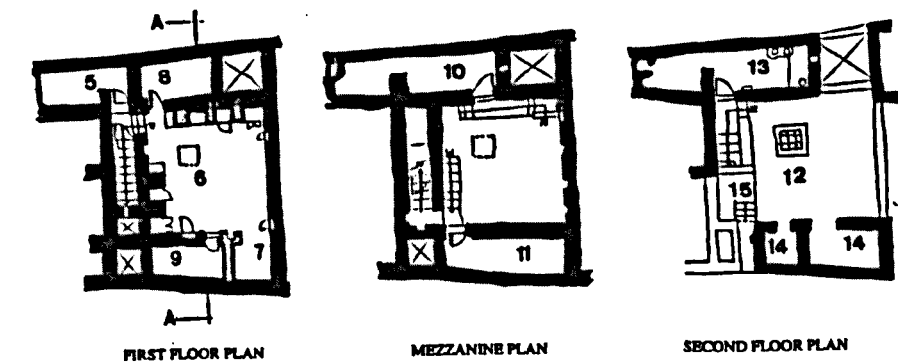 A
5
8
6
9
7
A
FIRST FLOOR PLAN
10
11
MEZZANINE PLAN
13
12
15
14
14
SECOND FLOOR PLAN